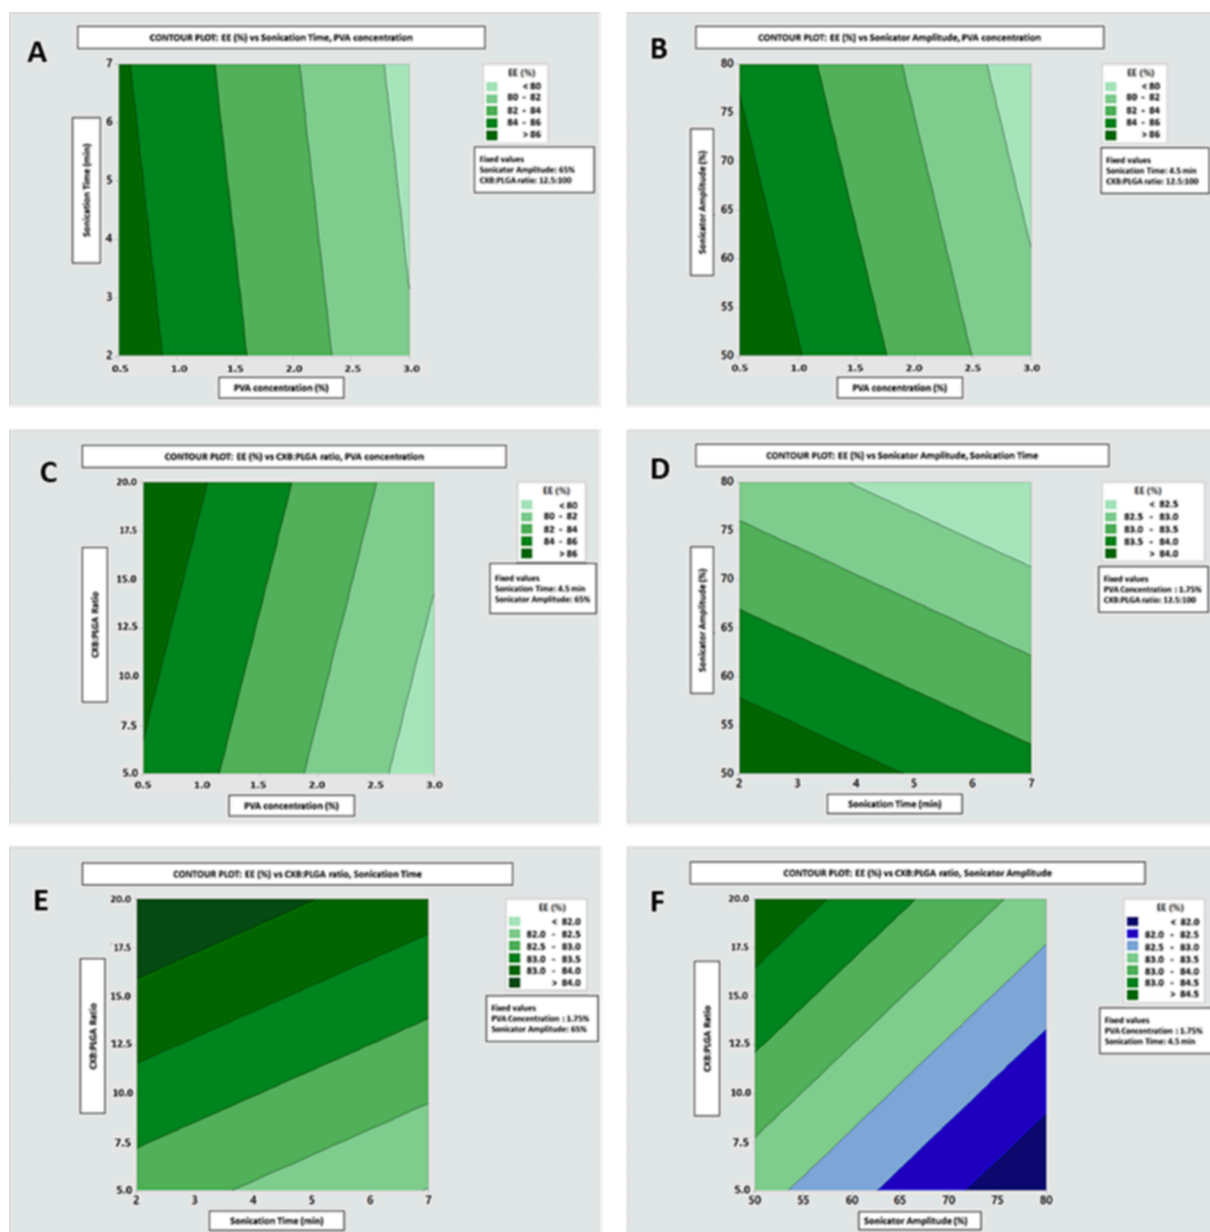 A
CONTOUR PLOT: EE (%) vs Sonication Time, PVA concentration
EE (%)
< 80
80 - 82
82 - 84
84 - 86
> 86
Fixed values
Sonicator Amplitude: 65%
CXB:PLGA ratio: 12.5:100
Sonication Time (min)
7
6
5
4
3
2
0.5 1.0 1.5 2.0 2.5 3.0
PVA concentration (%)
B
CONTOUR PLOT: EE (%) vs Sonicator Amplitude, PVA concentration
EE (%)
< 80
80 - 82
82 - 84
84 - 86
> 86
Fixed values
Sonication Time: 4.5 min
CXB:PLGA ratio: 12.5:100
Sonicator Amplitude (%)
80
75
70
65
60
55
50
0.5 1.0 1.5 2.0 2.5 3.0
PVA concentration (%)
C
CONTOUR PLOT: EE (%) vs CXB:PLGA ratio, PVA concentration
EE (%)
< 80
80 - 82
82 - 84
84 - 86
> 86
Fixed values
Sonication Time: 4.5 min
Sonicator Amplitude: 65%
CXB:PLGA Ratio
20.0
17.5
15.0
12.5
10.0
7.5
5.0
0.5 1.0 1.5 2.0 2.5 3.0
PVA concentration (%)
D
CONTOUR PLOT: EE (%) vs Sonicator Amplitude, Sonication Time
EE (%)
< 82.5
82.5 - 83.0
83.0 - 83.5
83.5 - 84.0
> 84.0
Fixed values
PVA Concentration : 1.75%
CXB:PLGA ratio: 12.5:100
Sonicator Amplitude (%)
80
75
70
65
60
55
50
2 3 4 5 6 7
Sonication Time (min)
E
CONTOUR PLOT: EE (%) vs CXB:PLGA ratio, Sonication Time
EE (%)
< 82.0
82.0 - 82.5
82.5 - 83.0
83.0 - 83.5
83.0 - 84.0
> 84.0
Fixed values
PVA Concentration : 1.75%
Sonicator Amplitude: 65%
CXB:PLGA Ratio
20.0
17.5
15.0
12.5
10.0
7.5
5.0
2 3 4 5 6 7
Sonication Time (min)
F
CONTOUR PLOT: EE (%) vs CXB:PLGA ratio, Sonicator Amplitude
EE (%)
< 82.0
82.0 - 82.5
82.5 - 83.0
83.0 - 83.5
83.0 - 84.0
83.0 - 84.5
> 84.5
Fixed values
PVA Concentration : 1.75%
Sonication Time: 4.5 min
CXB:PLGA Ratio
20.0
17.5
15.0
12.5
10.0
7.5
5.0
50 55 60 65 70 75 80
Sonicator Amplitude (%)